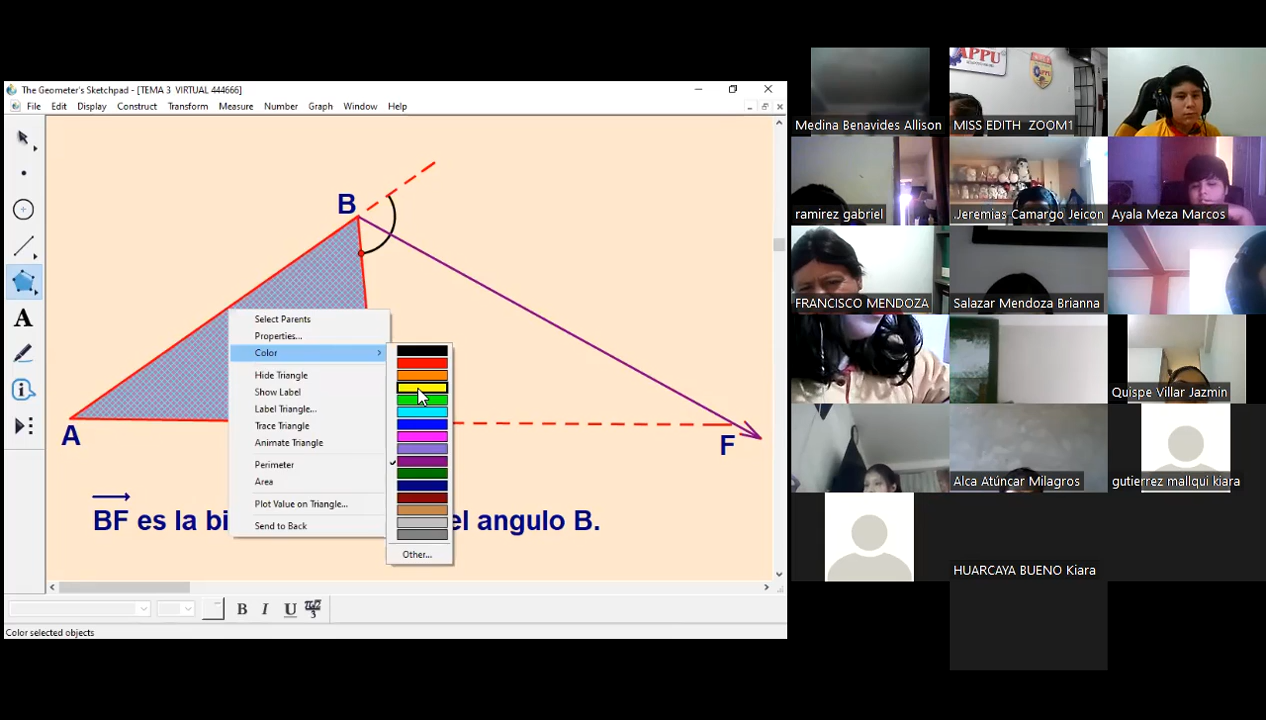 The Geometer's Sketchpad - [TEMA 3 VIRTUAL 444666]
File Edit Display Construct Transform Measure Number Graph Window Help
B
A
F
BF es la bi
el angulo B.
Select Parents
Properties...
Color
Hide Triangle
Show Label
Label Triangle...
Trace Triangle
Animate Triangle
Perimeter
Area
Plot Value on Triangle...
Send to Back
Other...
A
B I U
Color selected objects
Medina Benavides Allison
APPU
MISS EDITH ZOOM1
ramirez gabriel
Jeremias Camargo Jeicon
Ayala Meza Marcos
FRANCISCO MENDOZA
Salazar Mendoza Brianna
Quispe Villar Jazmin
Alca Atúncar Milagros
gutierrez mallqui kiara
HUARCAYA BUENO Kiara